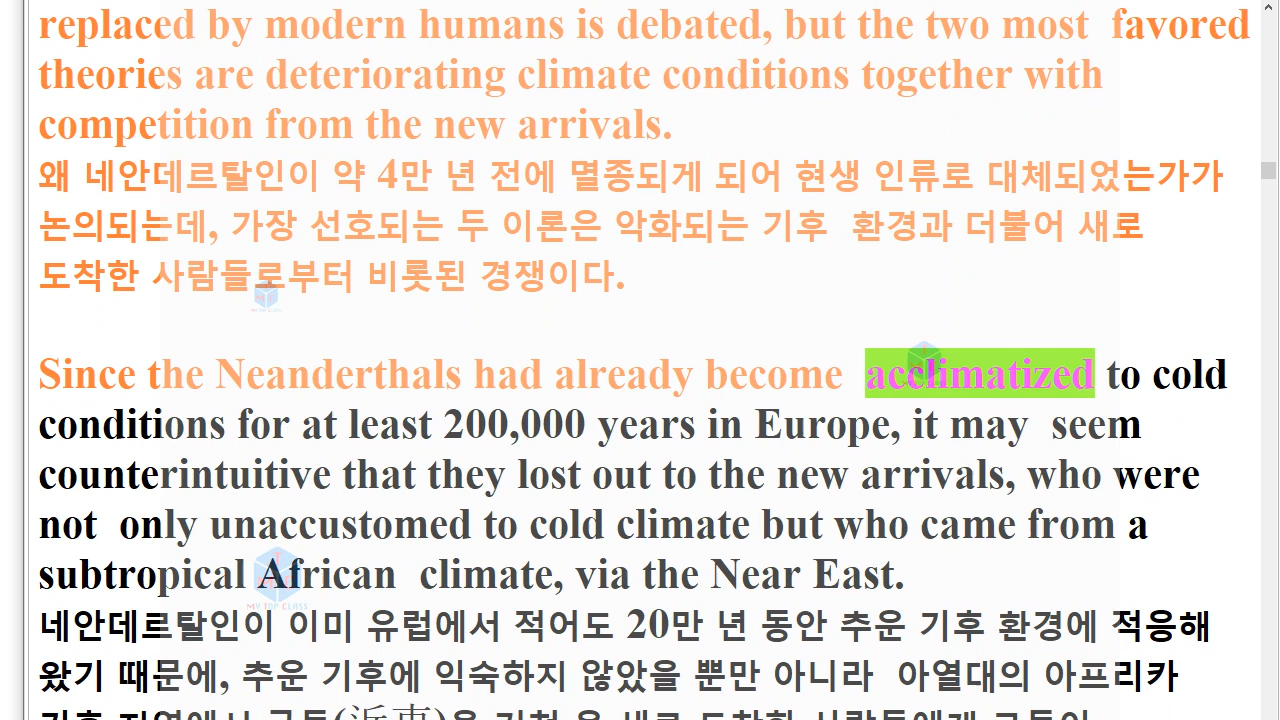 replaced by modern humans is debated, but the two most favored
theories are deteriorating climate conditions together with
competition from the new arrivals.
왜 네안데르탈인이 약 4만 년 전에 멸종되게 되어 현생 인류로 대체되었는가가
논의되는데, 가장 선호되는 두 이론은 악화되는 기후 환경과 더불어 새로
도착한 사람들로부터 비롯된 경쟁이다.
Since the Neanderthals had already become acclimatized to cold
conditions for at least 200,000 years in Europe, it may seem
counterintuitive that they lost out to the new arrivals, who were
not only unaccustomed to cold climate but who came from a
subtropical African climate, via the Near East.
MY TOP CLASS
네안데르탈인이 이미 유럽에서 적어도 20만 년 동안 추운 기후 환경에 적응해
왔기 때문에, 추운 기후에 익숙하지 않았을 뿐만 아니라 아열대의 아프리카